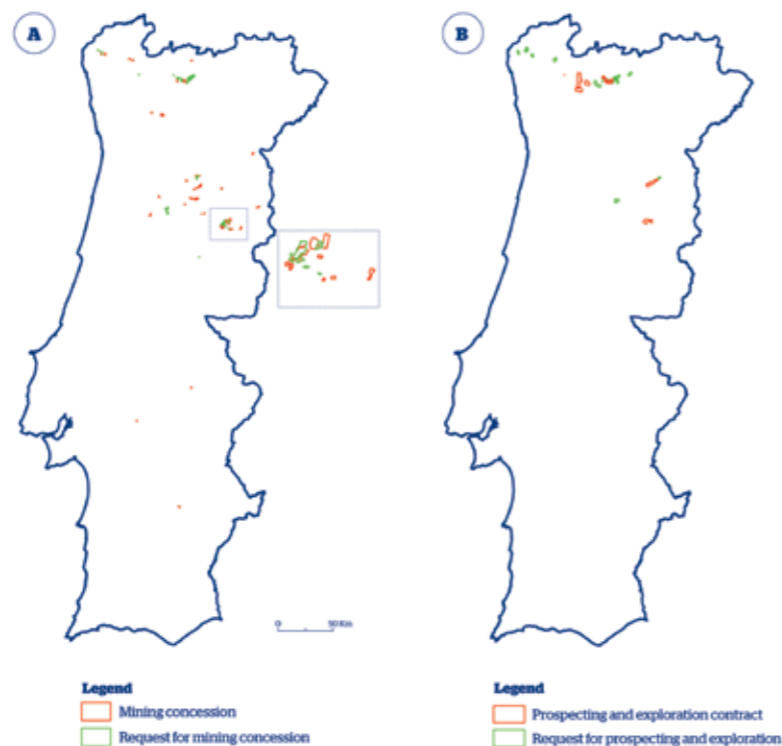 A
B
0 50 Km
Legend
Mining concession
Request for mining concession
Legend
Prospecting and exploration contract
Request for prospecting and exploration